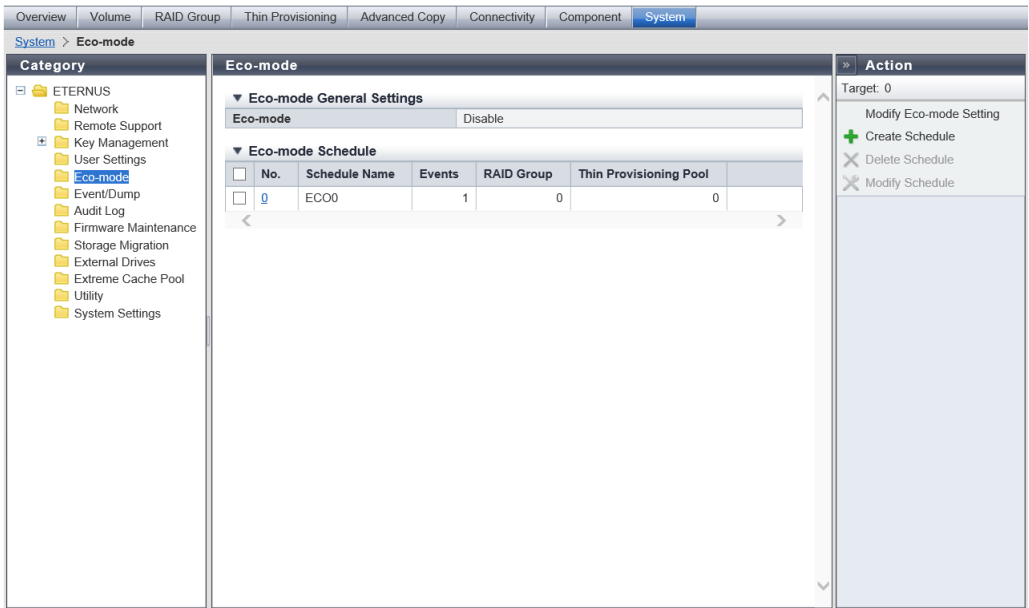 Overview Volume RAID Group Thin Provisioning Advanced Copy Connectivity Component System
System > Eco-mode
Category
ETERNUS
Network
Remote Support
Key Management
User Settings
Eco-mode
Event/Dump
Audit Log
Firmware Maintenance
Storage Migration
External Drives
Extreme Cache Pool
Utility
System Settings
Eco-mode
Eco-mode General Settings
Eco-mode Disable
Eco-mode Schedule
No. Schedule Name Events RAID Group Thin Provisioning Pool
0 ECO0 1 0 0
» Action
Target: 0
Modify Eco-mode Setting
Create Schedule
Delete Schedule
Modify Schedule